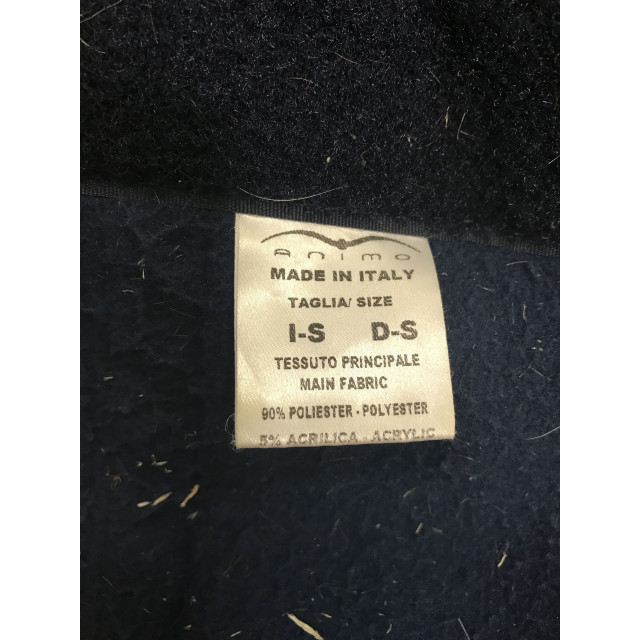 Animo
MADE IN ITALY
TAGLIA/ SIZE
I-S D-S
TESSUTO PRINCIPALE
MAIN FABRIC
90% POLIESTER - POLYESTER
5% ACRILICA - ACRYLIC